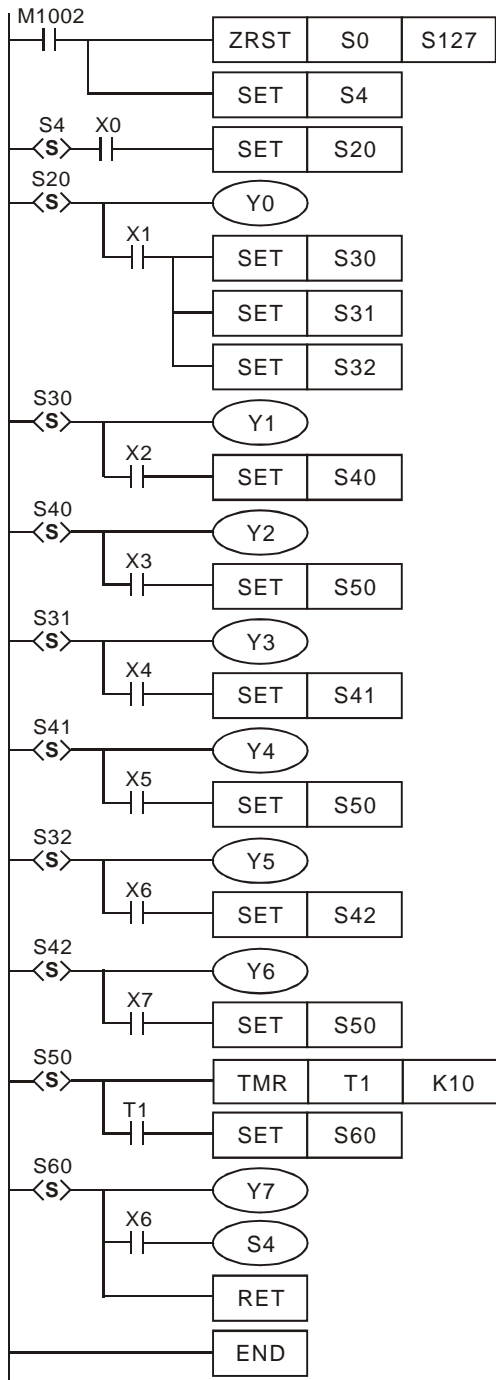 M1002
ZRST S0 S127
SET S4
S4 X0
S SET S20
S20
S Y0
X1
SET S30
SET S31
SET S32
S30
S Y1
X2
SET S40
S40
S Y2
X3
SET S50
S31
S Y3
X4
SET S41
S41
S Y4
X5
SET S50
S32
S Y5
X6
SET S42
S42
S Y6
X7
SET S50
S50
S TMR T1 K10
T1
SET S60
S60
S Y7
X6
S4
RET
END